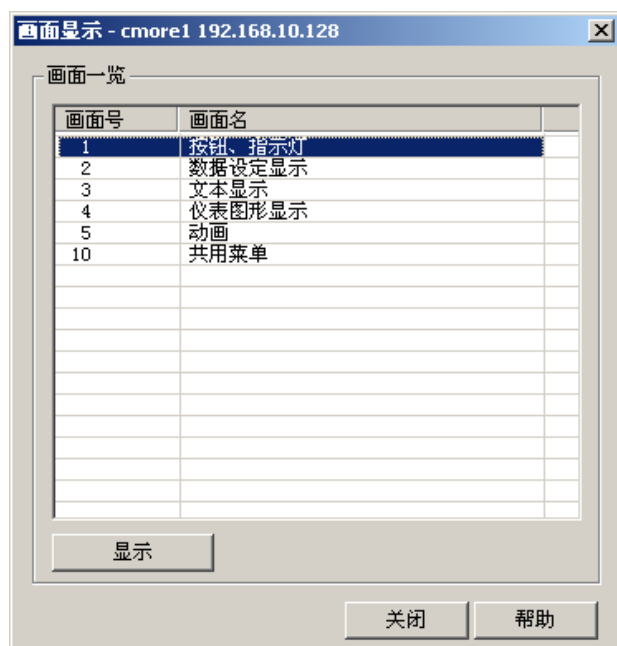 画面显示 - cmore1 192.168.10.128
画面一览
画面号 画面名
1 按钮、指示灯
2 数据设定显示
3 文本显示
4 仪表图形显示
5 动画
10 共用菜单
显示
关闭 帮助